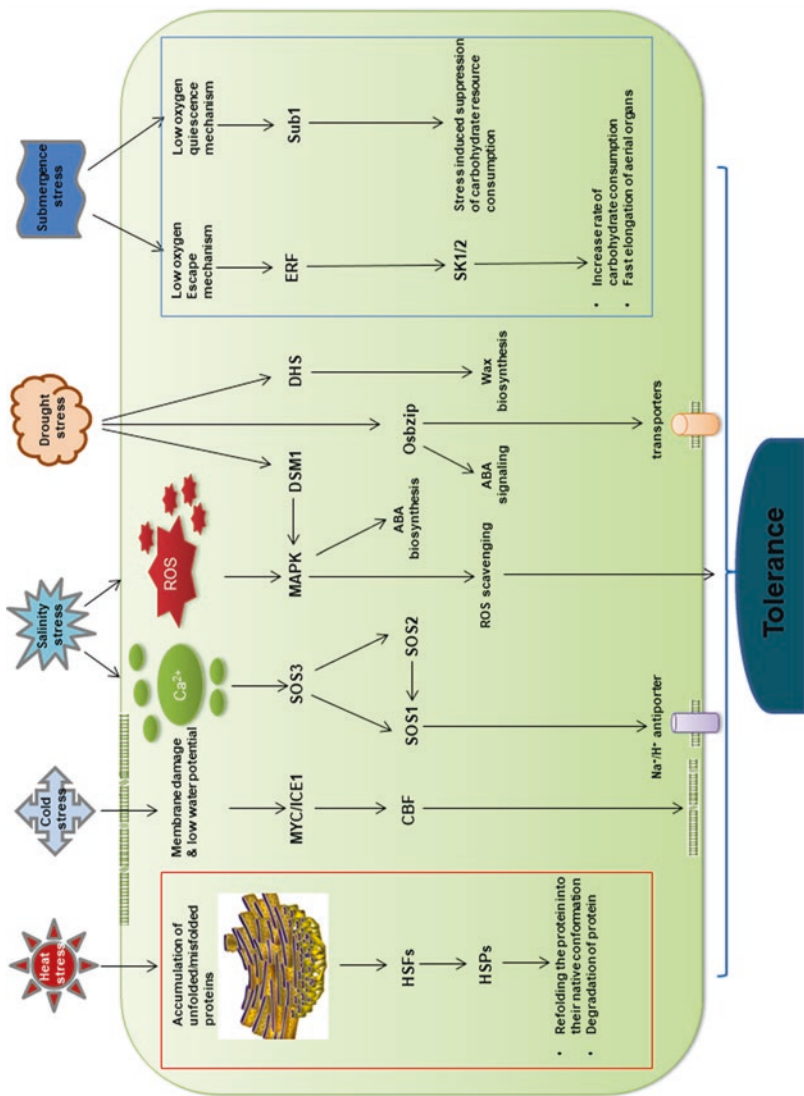 Heat
stress
Cold
stress
Salinity
stress
Drought
stress
Submergence
stress
Accumulation of
unfolded/misfolded
proteins
HSFs
HSPs
• Refolding the protein into
their native conformation
• Degradation of protein
Membrane damage
& low water potential
MYC/ICE1
CBF
Ca²⁺
SOS3
SOS1
SOS2
Na⁺/H⁺ antiporter
ROS
MAPK
ABA
biosynthesis
ROS scavenging
DSM1
Osbzip
ABA
signaling
transporters
DHS
Wax
biosynthesis
Low oxygen
Escape
mechanism
ERF
SK1/2
• Increase rate of
carbohydrate consumption
• Fast elongation of aerial organs
Low oxygen
quiescence
mechanism
Sub1
Stress induced suppression
of carbohydrate resource
consumption
Tolerance